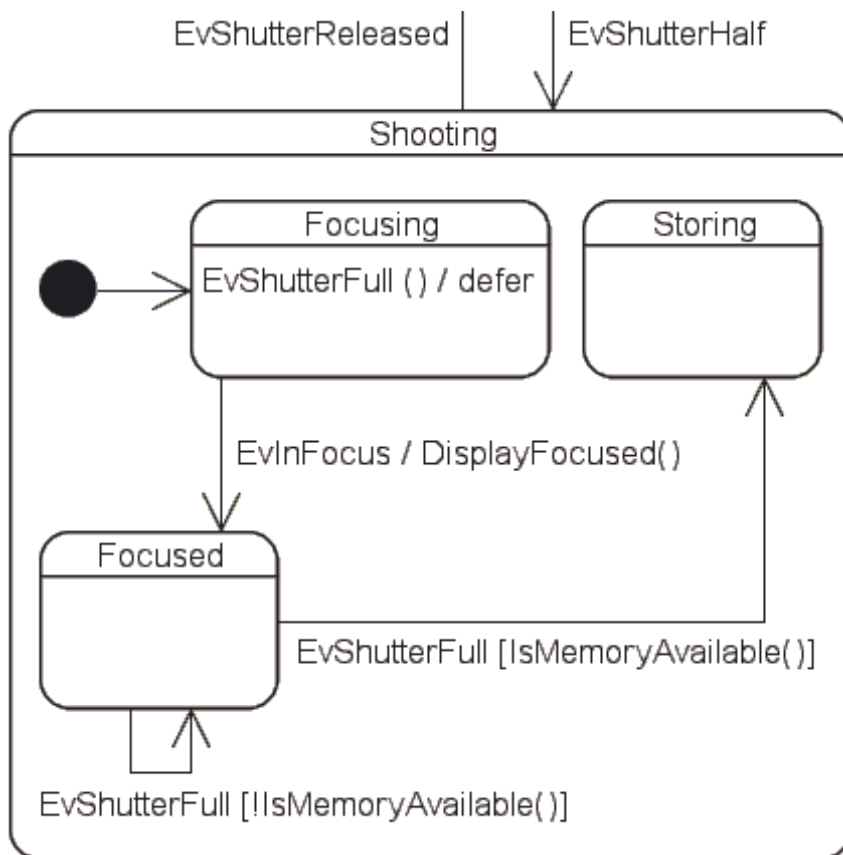 EvShutterReleased
EvShutterHalf
Shooting
Focusing
Storing
EvShutterFull () / defer
EvInFocus / DisplayFocused()
Focused
EvShutterFull [IsMemoryAvailable()]
EvShutterFull [!IsMemoryAvailable()]